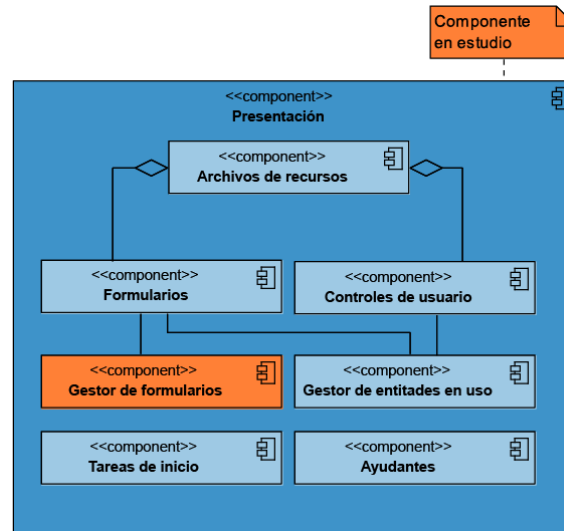 Componente
en estudio
<<component>>
Presentación
<<component>>
Archivos de recursos
<<component>>
Formularios
<<component>>
Controles de usuario
<<component>>
Gestor de formularios
<<component>>
Gestor de entitades en uso
<<component>>
Tareas de inicio
<<component>>
Ayudantes